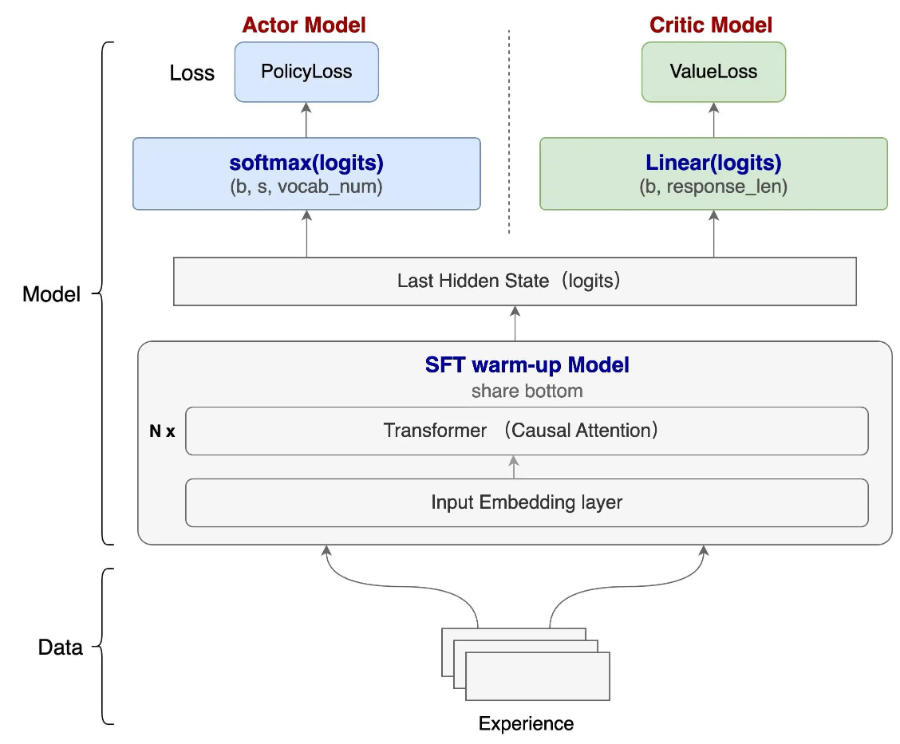 Actor Model
Critic Model
Loss
PolicyLoss
ValueLoss
softmax(logits)
(b, s, vocab_num)
Linear(logits)
(b, response_len)
Model
Last Hidden State（logits）
SFT warm-up Model
share bottom
N x
Transformer （Causal Attention）
Input Embedding layer
Data
Experience